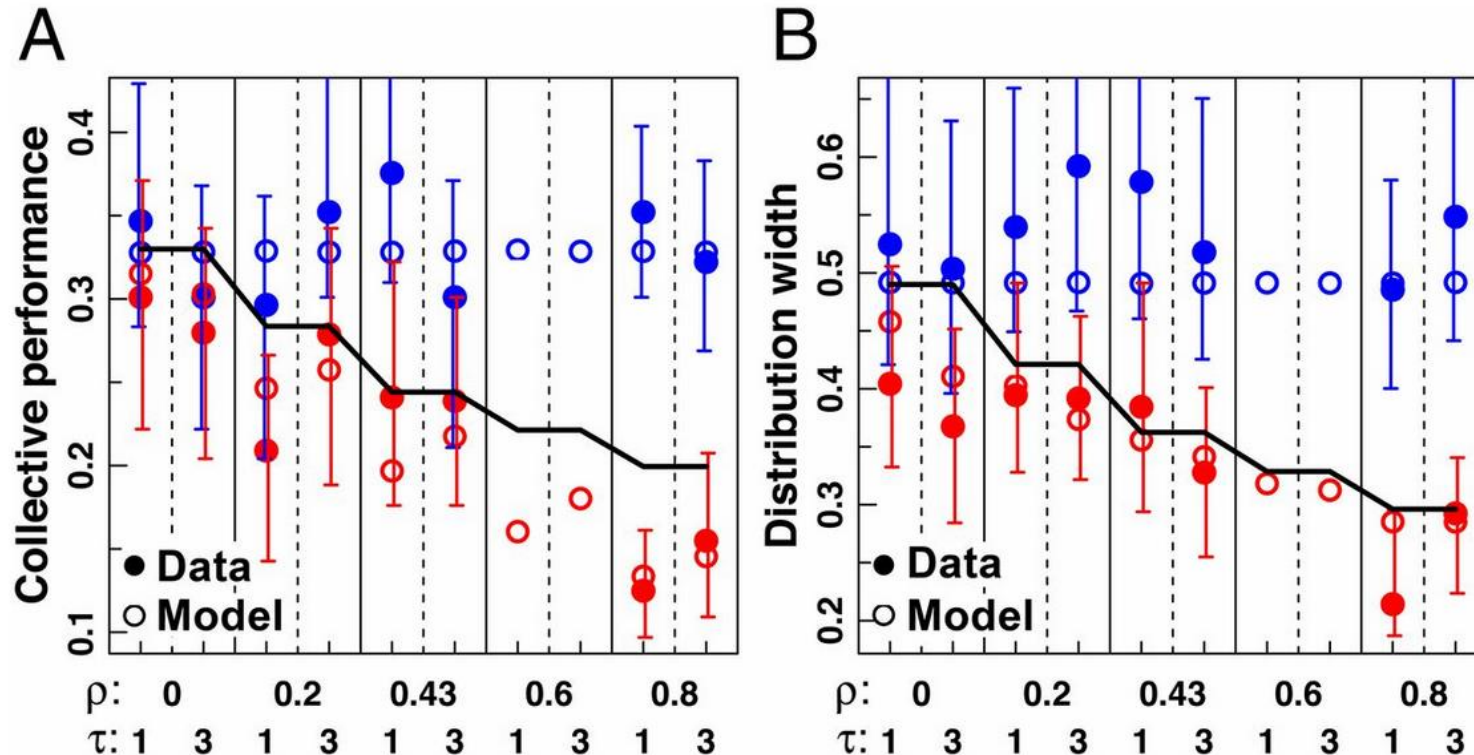 A
Collective performance
0.4
0.3
0.2
0.1
● Data
○ Model
ρ: 0 0.2 0.43 0.6 0.8
τ: 1 3 1 3 1 3 1 3 1 3
B
Distribution width
0.6
0.5
0.4
0.3
0.2
● Data
○ Model
ρ: 0 0.2 0.43 0.6 0.8
τ: 1 3 1 3 1 3 1 3 1 3